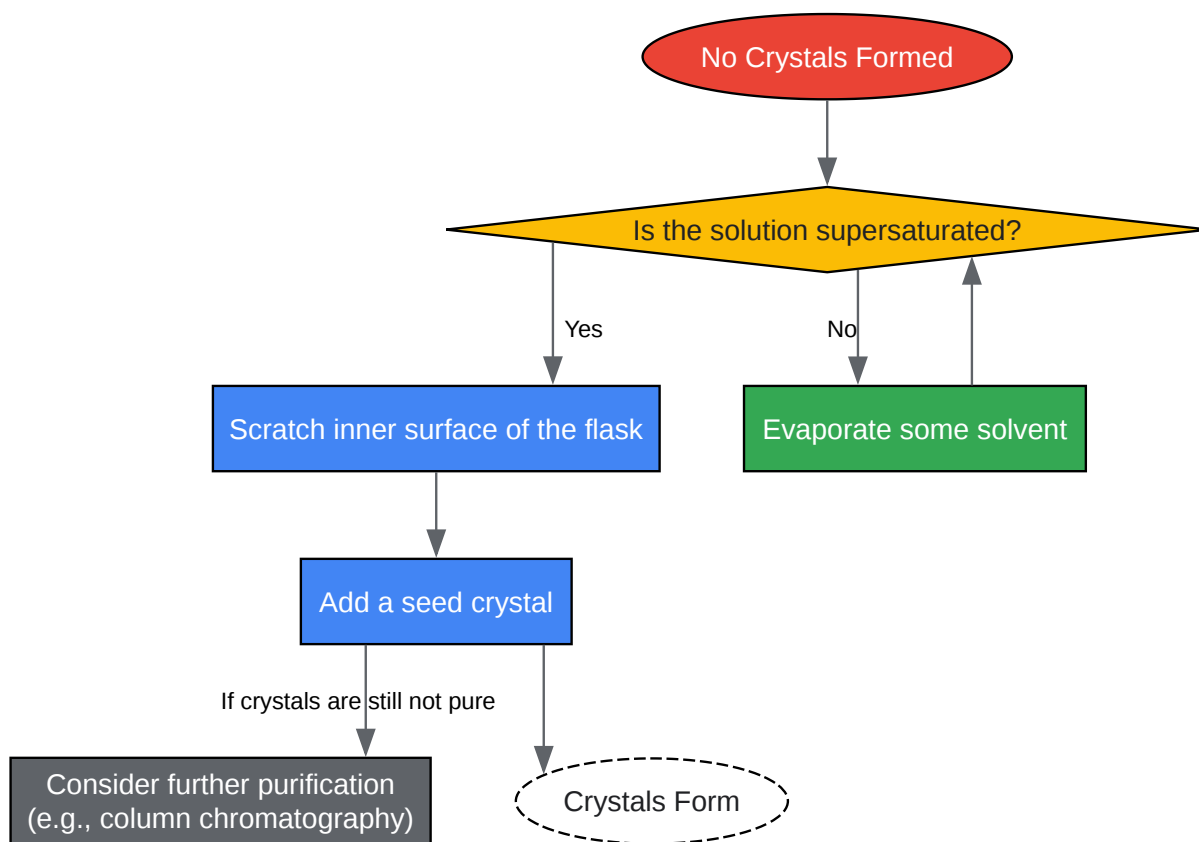 No Crystals Formed
Is the solution supersaturated?
Yes
No
Scratch inner surface of the flask
Evaporate some solvent
Add a seed crystal
If crystals are still not pure
Consider further purification
(e.g., column chromatography)
Crystals Form